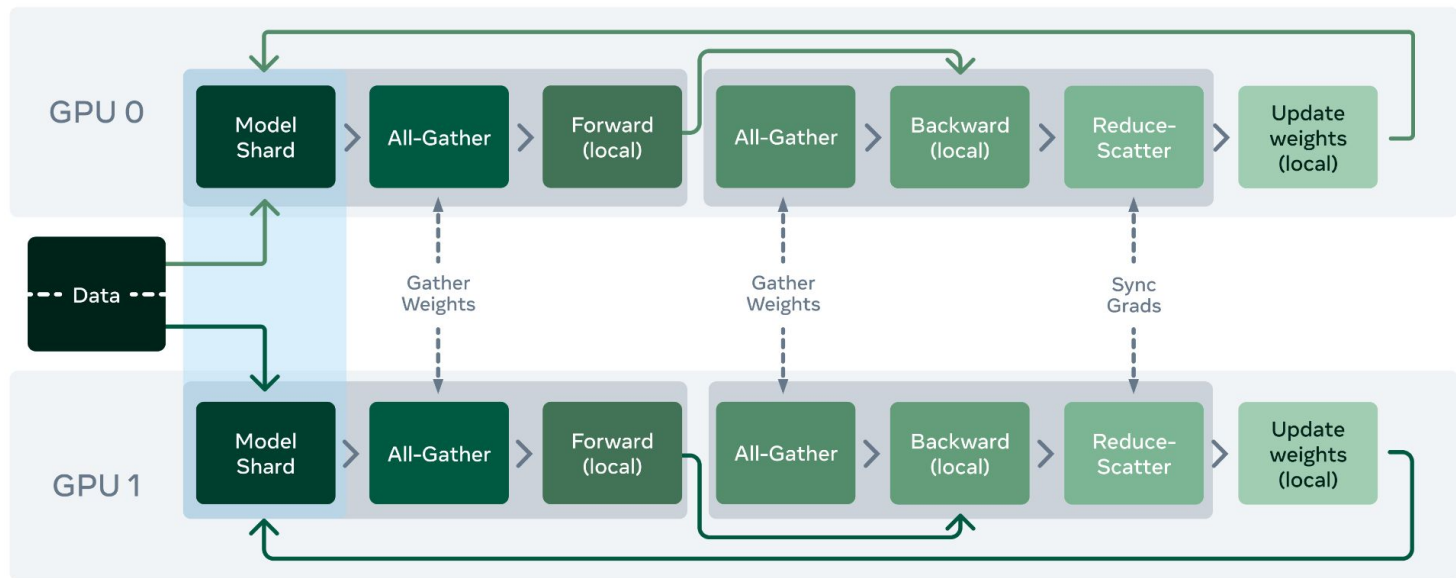 GPU 0
Model
Shard
All-Gather
Forward
(local)
All-Gather
Backward
(local)
Reduce-
Scatter
Update
weights
(local)
Data
Gather
Weights
Gather
Weights
Sync
Grads
GPU 1
Model
Shard
All-Gather
Forward
(local)
All-Gather
Backward
(local)
Reduce-
Scatter
Update
weights
(local)